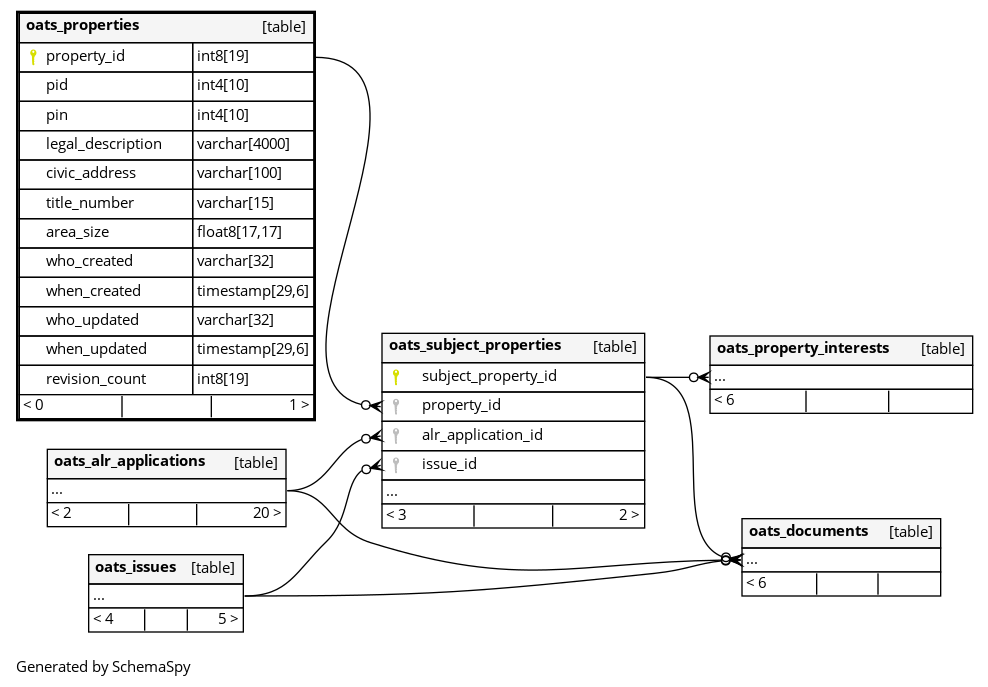 oats_properties [table]
property_id int8[19]
pid int4[10]
pin int4[10]
legal_description varchar[4000]
civic_address varchar[100]
title_number varchar[15]
area_size float8[17,17]
who_created varchar[32]
when_created timestamp[29,6]
who_updated varchar[32]
when_updated timestamp[29,6]
revision_count int8[19]
< 0 1 >
oats_subject_properties [table]
subject_property_id
property_id
alr_application_id
issue_id
...
< 3 2 >
oats_property_interests [table]
...
< 6
oats_alr_applications [table]
...
< 2 20 >
oats_documents [table]
...
< 6
oats_issues [table]
...
< 4 5 >
Generated by SchemaSpy